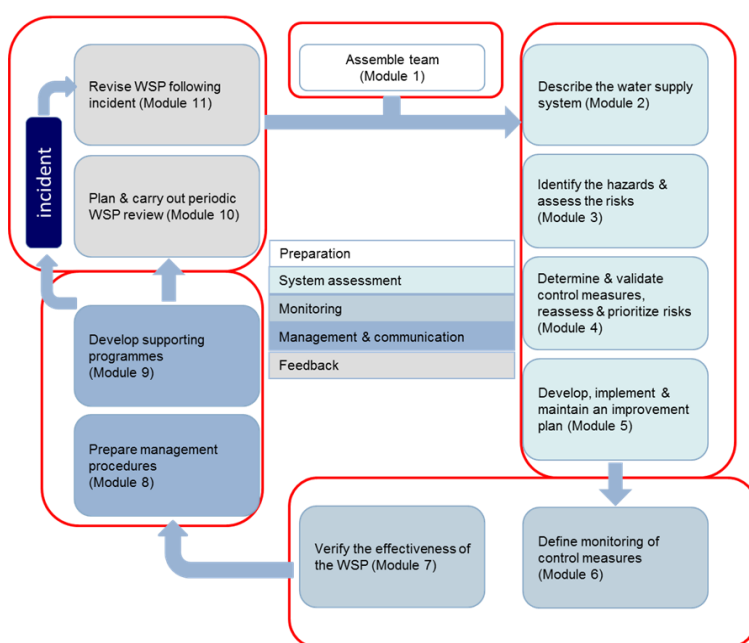 Assemble team
(Module 1)
Revise WSP following
incident (Module 11)
Describe the water supply
system (Module 2)
incident
Plan & carry out periodic
WSP review (Module 10)
Identify the hazards &
assess the risks
(Module 3)
Preparation
System assessment
Monitoring
Management & communication
Feedback
Determine & validate
control measures,
reassess & prioritize risks
(Module 4)
Develop supporting
programmes
(Module 9)
Develop, implement &
maintain an improvement
plan (Module 5)
Prepare management
procedures
(Module 8)
Verify the effectiveness of
the WSP (Module 7)
Define monitoring of
control measures
(Module 6)